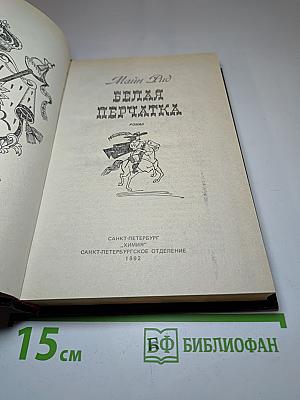 Майн Рид
БЕЛАЯ
ПЕРЧАТКА
РОМАН
САНКТ-ПЕТЕРБУРГ
„ХИМИЯ"
САНКТ-ПЕТЕРБУРГСКОЕ ОТДЕЛЕНИЕ
1992
15 см
БФ БИБЛИОФАН